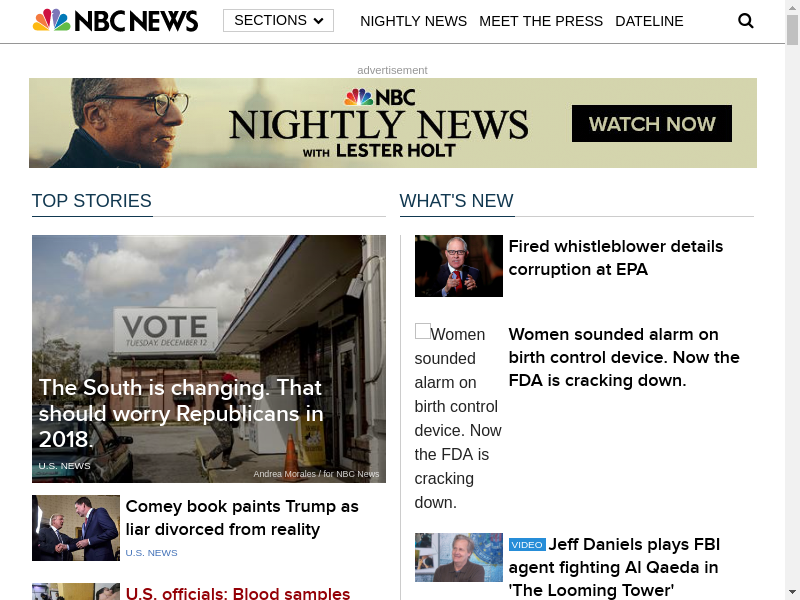 NBC NEWS
SECTIONS
NIGHTLY NEWS
MEET THE PRESS
DATELINE
advertisement
NBC
NIGHTLY NEWS
WITH LESTER HOLT
WATCH NOW
TOP STORIES
VOTE
TUESDAY, DECEMBER 12
The South is changing. That
should worry Republicans in
2018.
U.S. NEWS
Andrea Morales / for NBC News
Comey book paints Trump as
liar divorced from reality
U.S. NEWS
U.S. officials: Blood samples
WHAT'S NEW
Fired whistleblower details
corruption at EPA
Women
sounded
alarm on
birth control
device. Now
the FDA is
cracking
down.
Women sounded alarm on
birth control device. Now the
FDA is cracking down.
VIDEO Jeff Daniels plays FBI
agent fighting Al Qaeda in
'The Looming Tower'